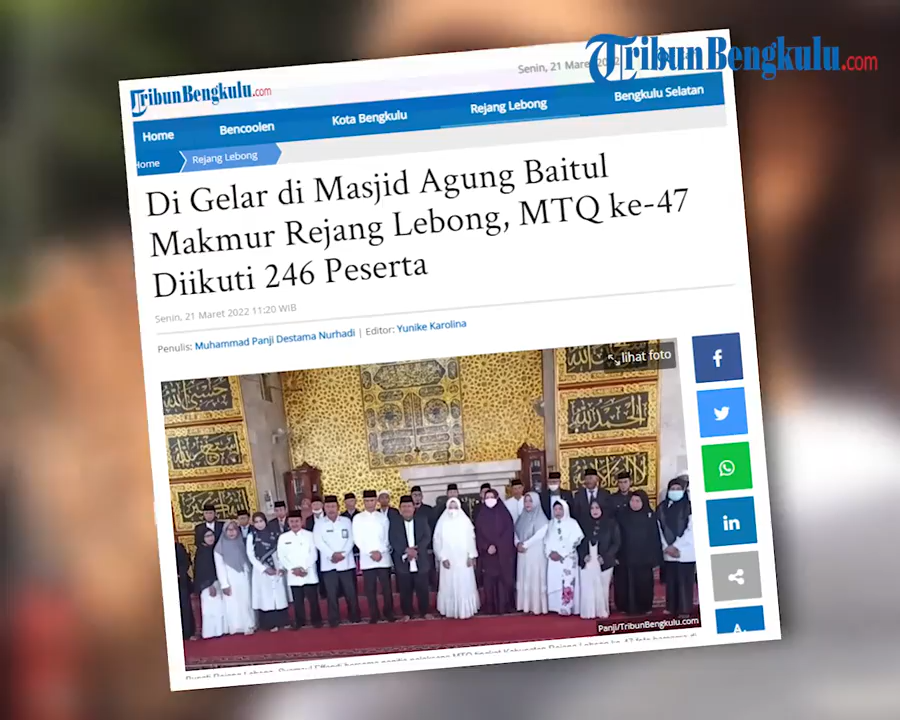 TribunBengkulu.com
TribunBengkulu.com
Senin, 21 Maret
Home
Bencoolen
Kota Bengkulu
Rejang Lebong
Bengkulu Selatan
Home
Rejang Lebong
Di Gelar di Masjid Agung Baitul
Makmur Rejang Lebong, MTQ ke-47
Diikuti 246 Peserta
Senin, 21 Maret 2022 11:20 WIB
Penulis: Muhammad Panji Destama Nurhadi | Editor: Yunike Karolina
lihat foto
f
in
Panji/TribunBengkulu.com